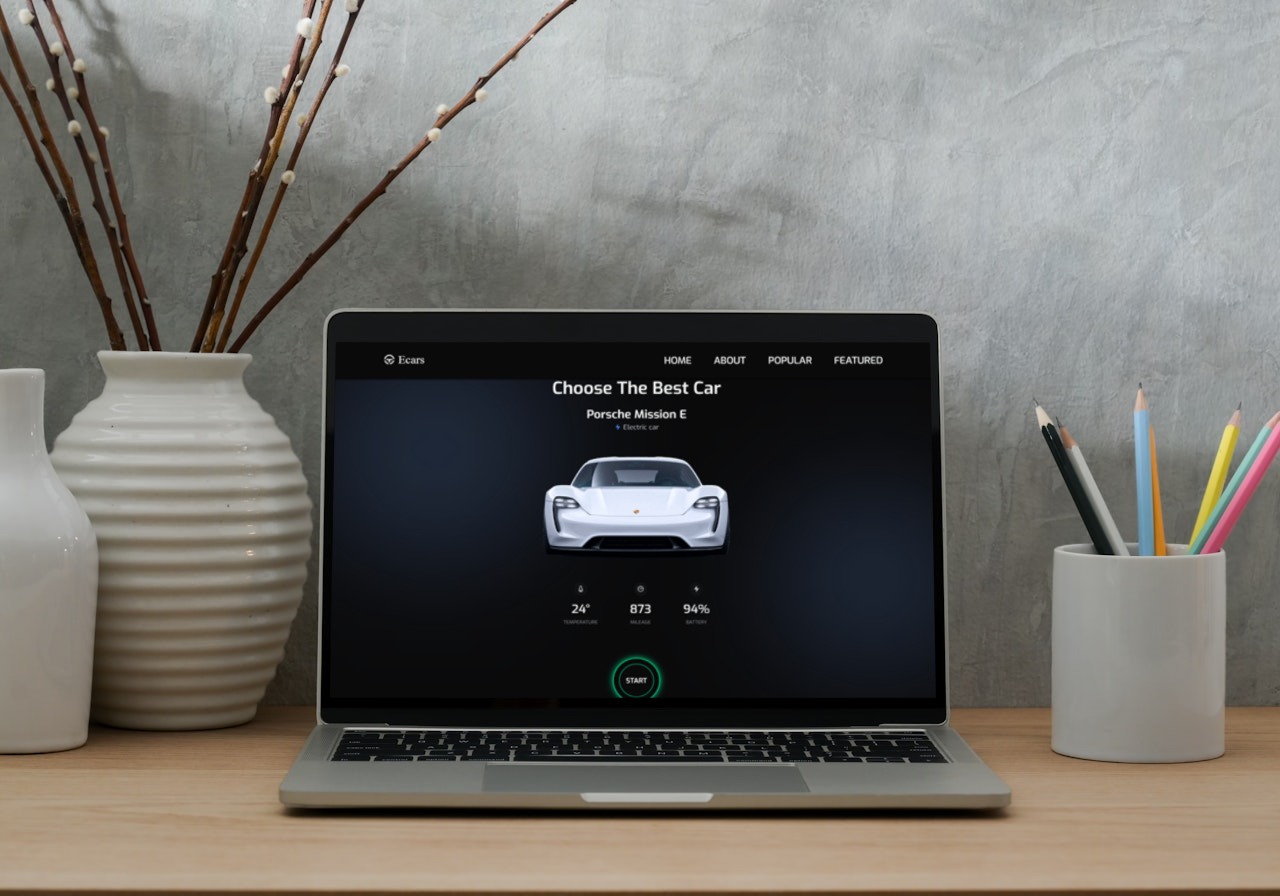 Ecars
HOME ABOUT POPULAR FEATURED
Choose The Best Car
Porsche Mission E
Electric car
24° 873 94%
TEMPERATURE MILEAGE BATTERY
START